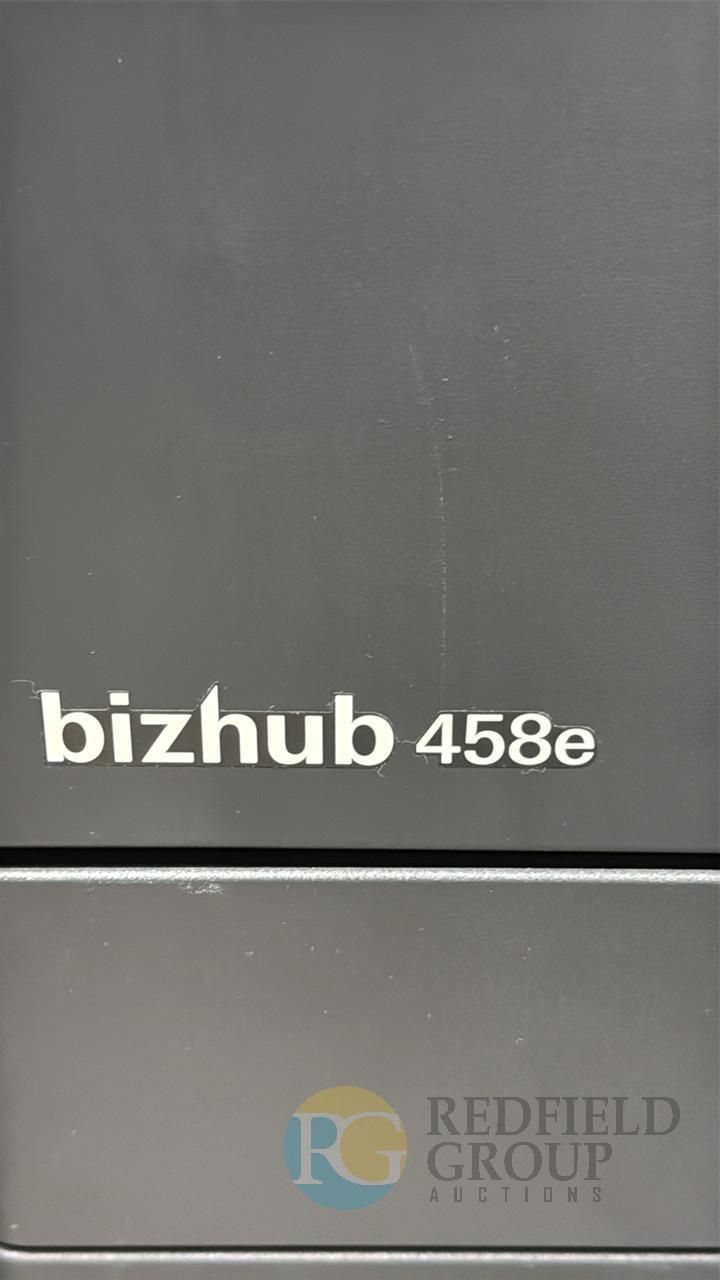 bizhub 458e
RG REDFIELD
GROUP
AUCTIONS